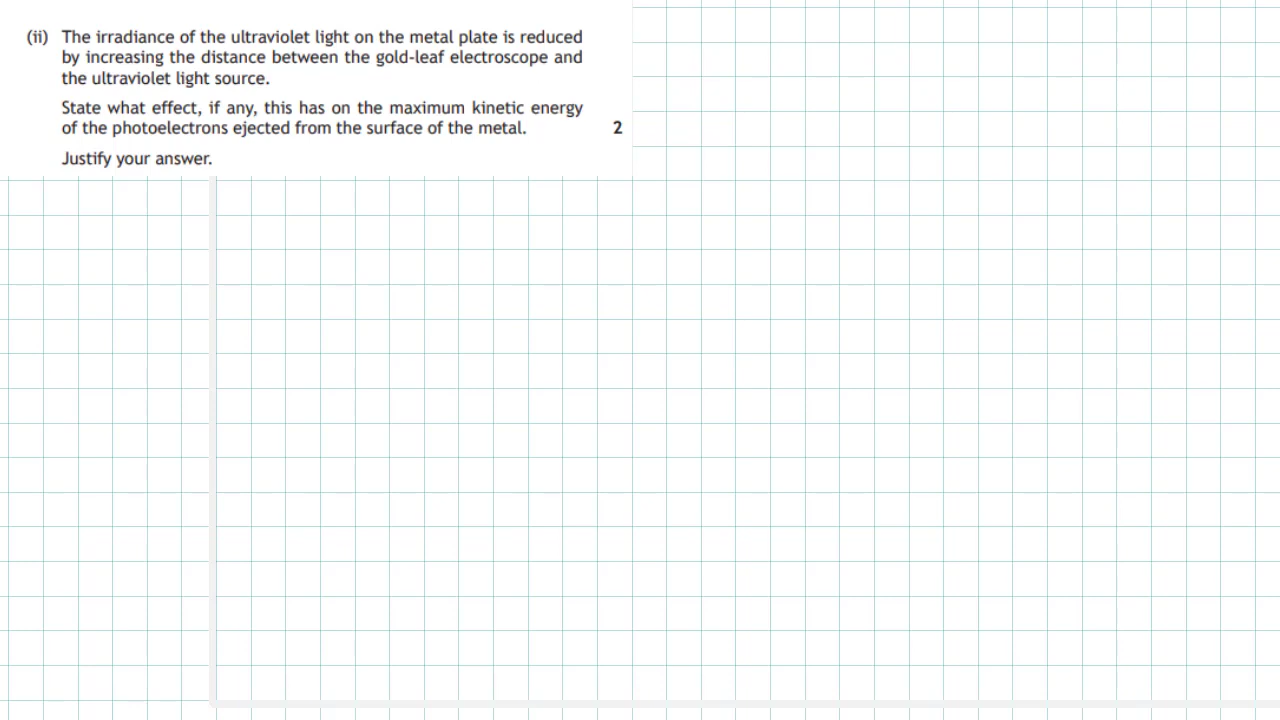 (ii) The irradiance of the ultraviolet light on the metal plate is reduced
by increasing the distance between the gold-leaf electroscope and
the ultraviolet light source.
State what effect, if any, this has on the maximum kinetic energy
of the photoelectrons ejected from the surface of the metal. 2
Justify your answer.